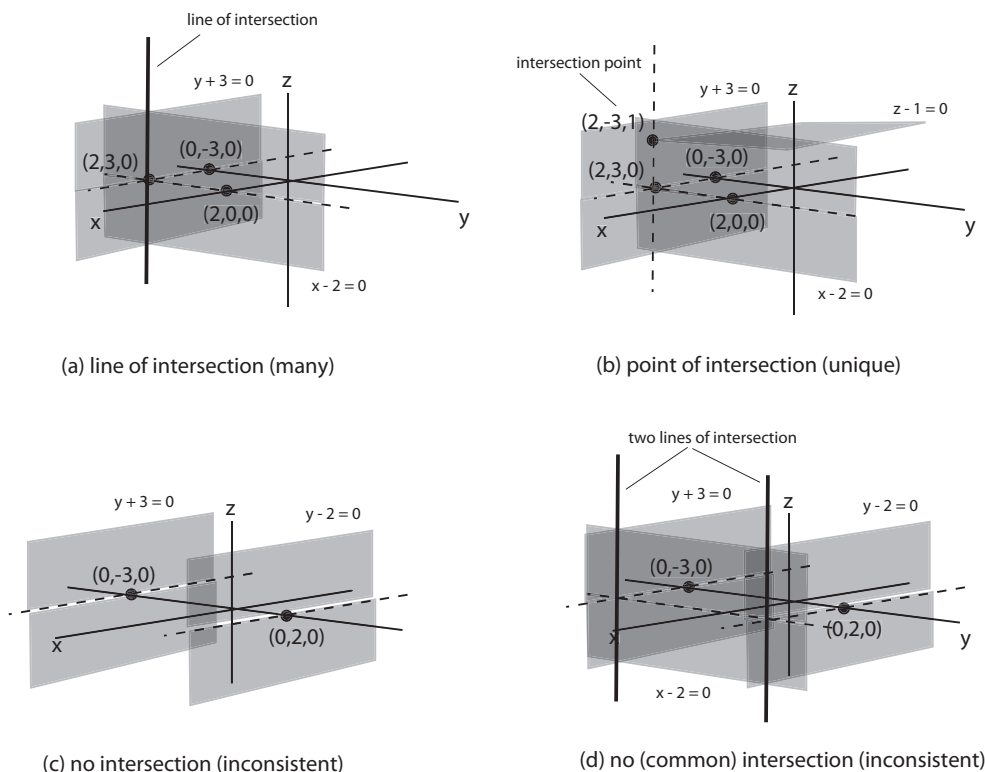 line of intersection
z
y + 3 = 0
(2,3,0)
(0,-3,0)
x
(2,0,0)
y
x - 2 = 0
(a) line of intersection (many)
intersection point
z
y + 3 = 0
z - 1 = 0
(2,-3,1)
(2,3,0)
(0,-3,0)
x
(2,0,0)
y
x - 2 = 0
(b) point of intersection (unique)
y + 3 = 0
z
y - 2 = 0
(0,-3,0)
x
(0,2,0)
(c) no intersection (inconsistent)
two lines of intersection
y + 3 = 0
z
y - 2 = 0
(0,-3,0)
x
(0,2,0)
y
x - 2 = 0
(d) no (common) intersection (inconsistent)